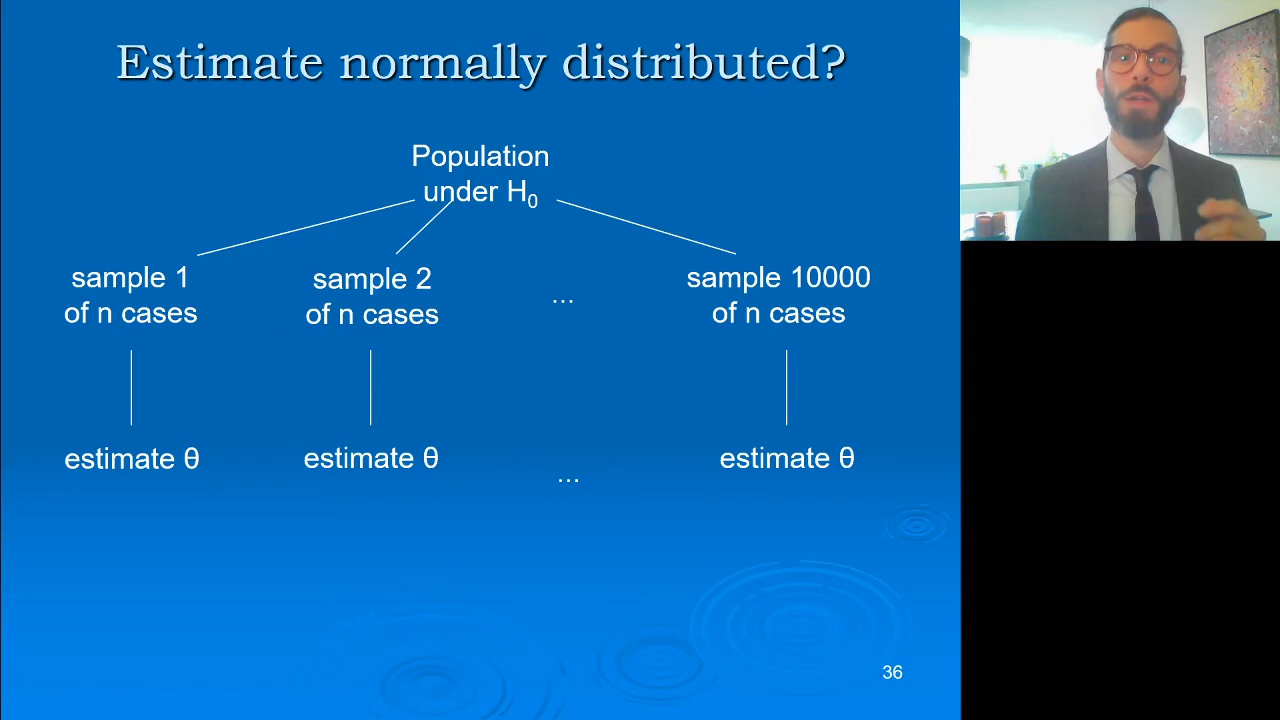 Estimate normally distributed?
Population
under H₀
sample 1
of n cases
sample 2
of n cases
...
sample 10000
of n cases
estimate θ
estimate θ
...
estimate θ
36